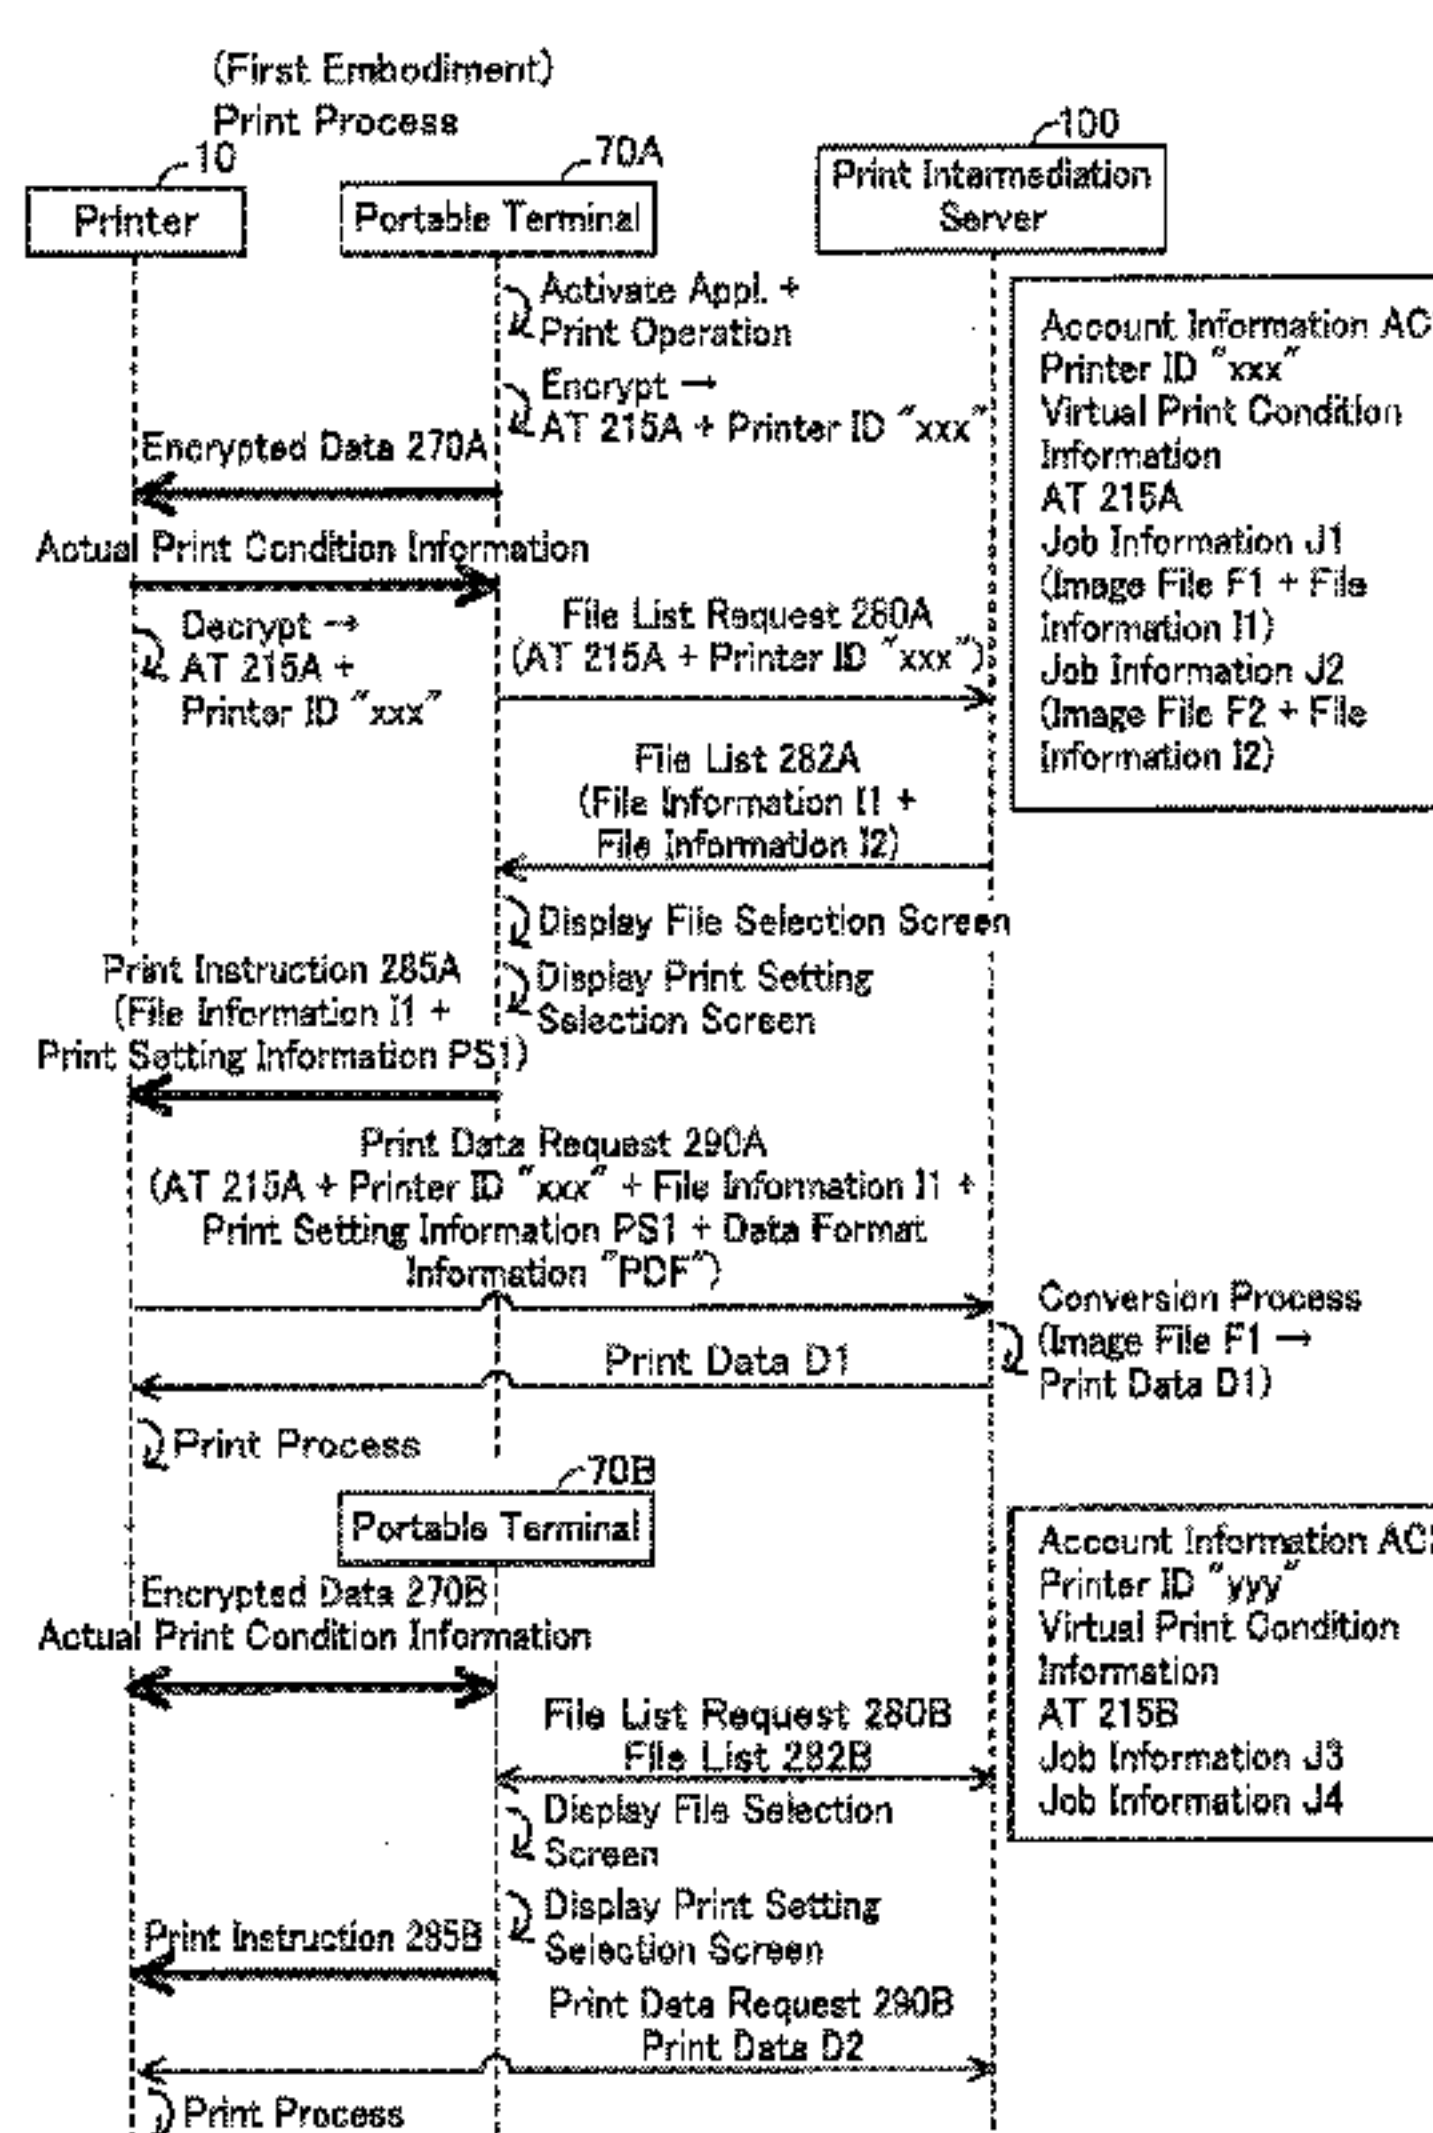 (First Embodiment)
Print Process
10
70A
100
Printer
Portable Terminal
Print Intermediation
Server
Activate Appl. +
Print Operation
Encrypt →
AT 215A + Printer ID "xxx"
Account Information AC
Printer ID "xxx"
Virtual Print Condition
Information
AT 215A
Job Information J1
(Image File F1 + File
Information I1)
Job Information J2
(Image File F2 + File
Information I2)
Encrypted Data 270A
Actual Print Condition Information
Decrypt →
AT 215A +
Printer ID "xxx"
File List Request 280A
(AT 215A + Printer ID "xxx")
File List 282A
(File Information I1 +
File Information I2)
Display File Selection Screen
Display Print Setting
Selection Screen
Print Instruction 285A
(File Information I1 +
Print Setting Information PS1)
Print Data Request 290A
(AT 215A + Printer ID "xxx" + File Information I1 +
Print Setting Information PS1 + Data Format
Information "PDF")
Conversion Process
(Image File F1 →
Print Data D1)
Print Data D1
Print Process
70B
Portable Terminal
Encrypted Data 270B
Actual Print Condition Information
Account Information AC
Printer ID "yyy"
Virtual Print Condition
Information
AT 215B
Job Information J3
Job Information J4
File List Request 280B
File List 282B
Display File Selection
Screen
Display Print Setting
Selection Screen
Print Instruction 285B
Print Data Request 290B
Print Data D2
Print Process